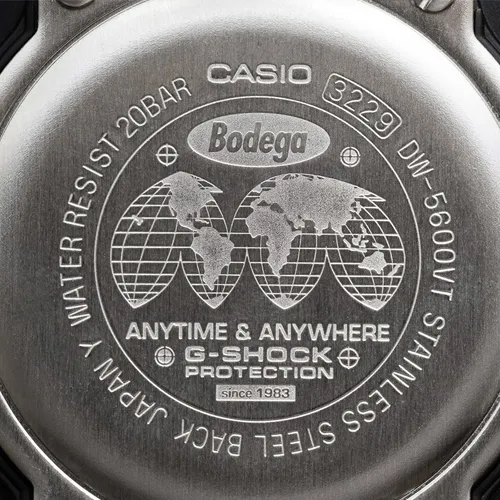 CASIO
3229
DW-5600VT STAINLESS STEEL BACK JAPAN Y WATER RESIST 20BAR
Bodega
ANYTIME & ANYWHERE
G-SHOCK
PROTECTION
since 1983